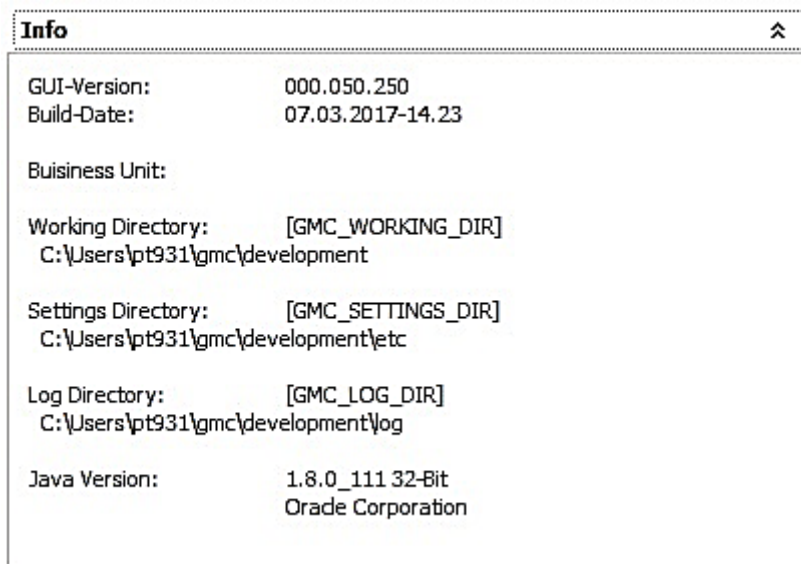 Info
GUI-Version: 000.050.250
Build-Date: 07.03.2017-14.23
Buisiness Unit:
Working Directory: [GMC_WORKING_DIR]
C:\Users\pt931\gmc\development
Settings Directory: [GMC_SETTINGS_DIR]
C:\Users\pt931\gmc\development\etc
Log Directory: [GMC_LOG_DIR]
C:\Users\pt931\gmc\development\log
Java Version: 1.8.0_111 32-Bit
Oracle Corporation